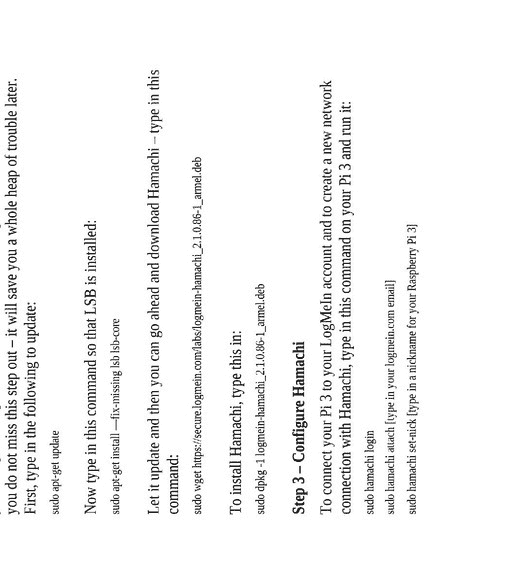 you do not miss this step out – it will save you a whole heap of trouble later.
First, type in the following to update:
sudo apt-get update
Now type in this command so that LSB is installed:
sudo apt-get install —fix-missing lsb lsb-core
Let it update and then you can go ahead and download Hamachi – type in this
command:
sudo wget https://secure.logmein.com/labs/logmein-hamachi_2.1.0.86-1_armel.deb
To install Hamachi, type this in:
sudo dpkg -1 logmein-hamachi_2.1.0.86-1_armel.deb
Step 3 – Configure Hamachi
To connect your Pi 3 to your LogMeIn account and to create a new network
connection with Hamachi, type in this command on your Pi 3 and run it:
sudo hamachi login
sudo hamachi attach [type in your logmein.com email]
sudo hamachi set-nick [type in a nickname for your Raspberry Pi 3]